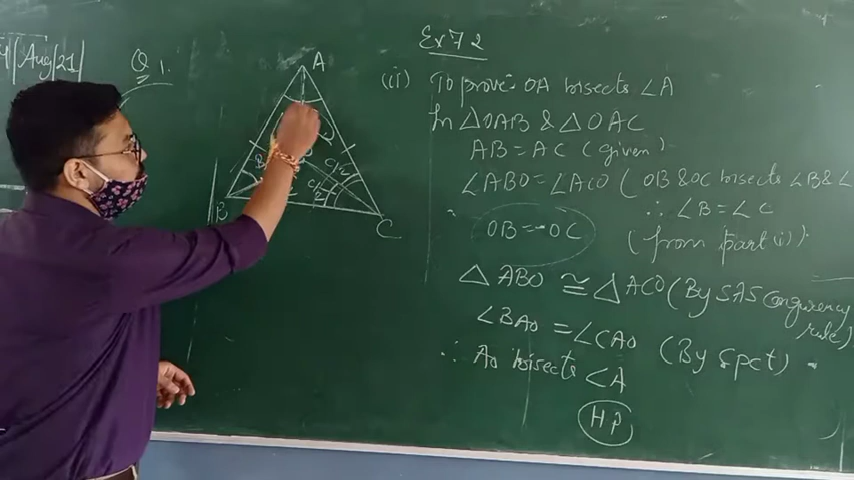 Aug/21
Q 1.
A
B
C
C/2
C/2
Ex 7.2
(ii) To prove:- OA bisects ∠A
In △OAB & △OAC
AB = AC (given)
∠ABO = ∠ACO (OB & OC bisects ∠B &
∴ ∠B = ∠C
OB = OC (from part (i))
△ABO ≅ △ACO (By SAS congruency
rule)
∠BAO = ∠CAO (By cpct)
∴ AO bisects ∠A
HP